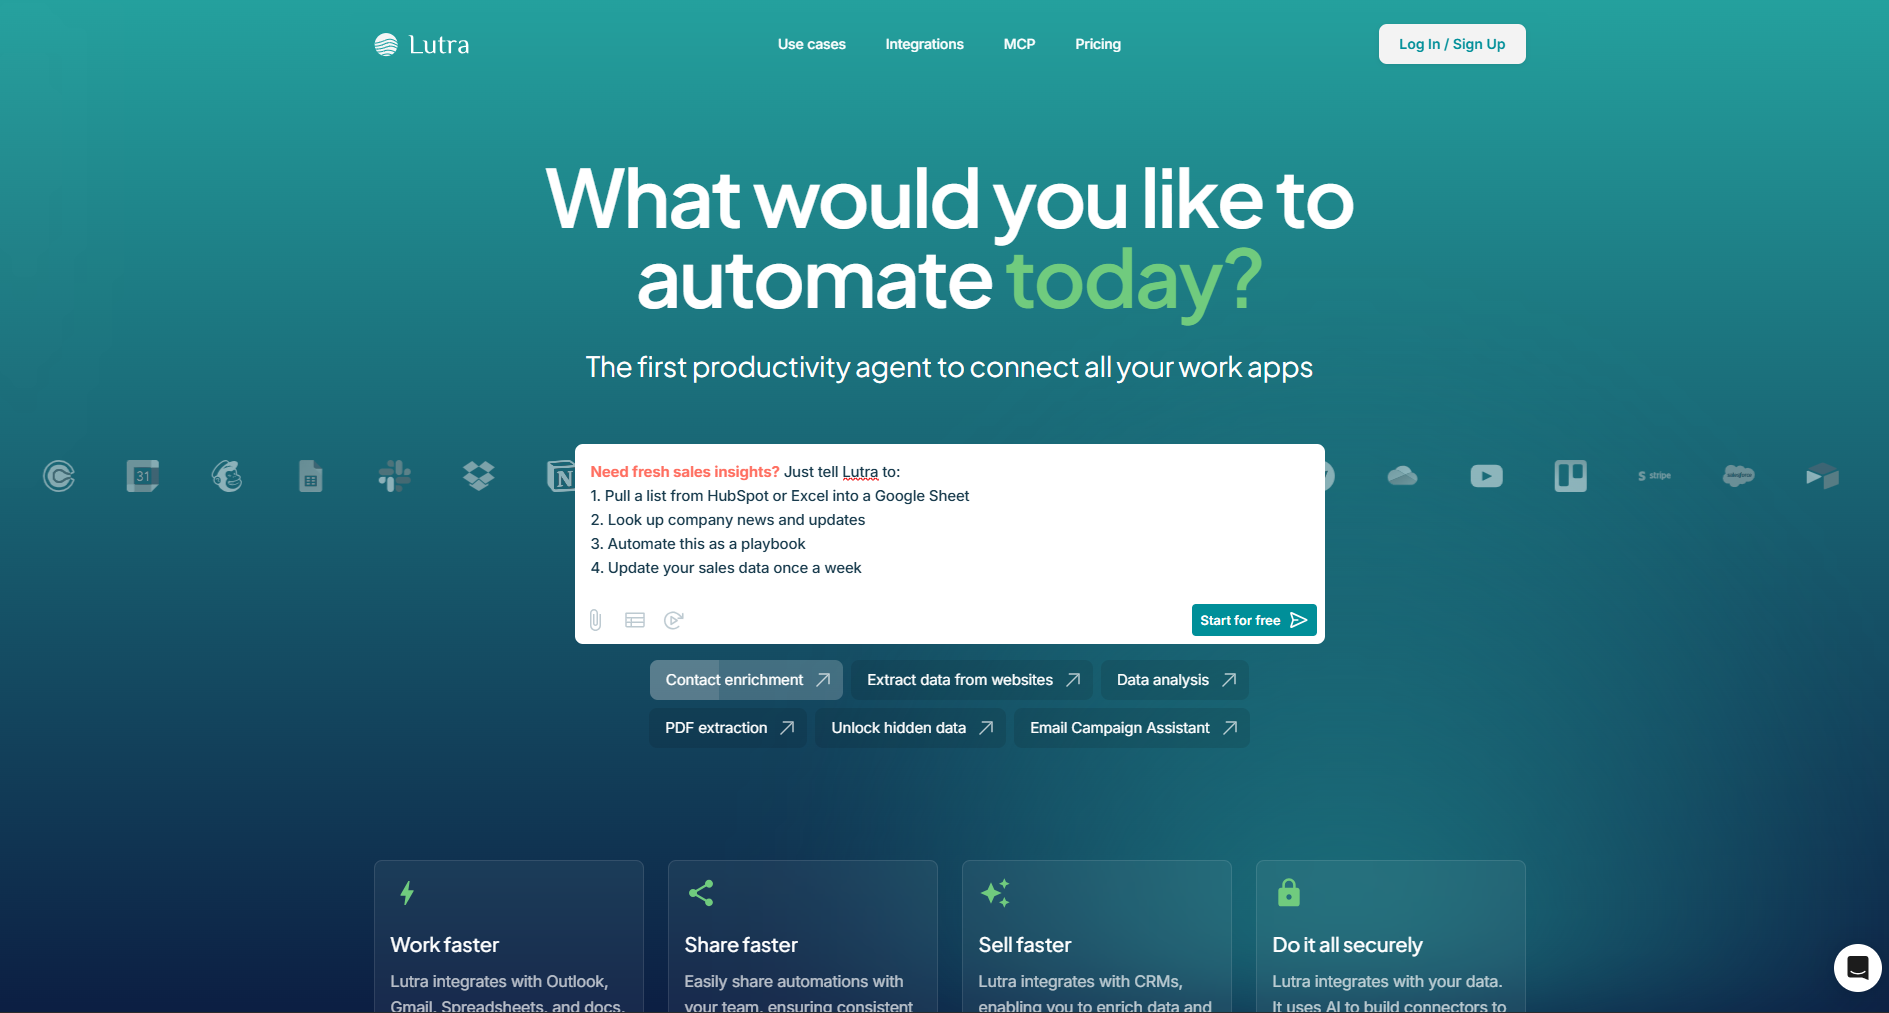 Lutra
Use cases
Integrations
MCP
Pricing
Log In / Sign Up
What would you like to
automate today?
The first productivity agent to connect all your work apps
31
N
stripe
salesforce
Need fresh sales insights? Just tell Lutra to:
1. Pull a list from HubSpot or Excel into a Google Sheet
2. Look up company news and updates
3. Automate this as a playbook
4. Update your sales data once a week
Start for free
Contact enrichment
Extract data from websites
Data analysis
PDF extraction
Unlock hidden data
Email Campaign Assistant
Work faster
Lutra integrates with Outlook,
Gmail, Spreadsheets, and docs,
Share faster
Easily share automations with
your team, ensuring consistent
Sell faster
Lutra integrates with CRMs,
enabling you to enrich data and
Do it all securely
Lutra integrates with your data.
It uses AI to build connectors to